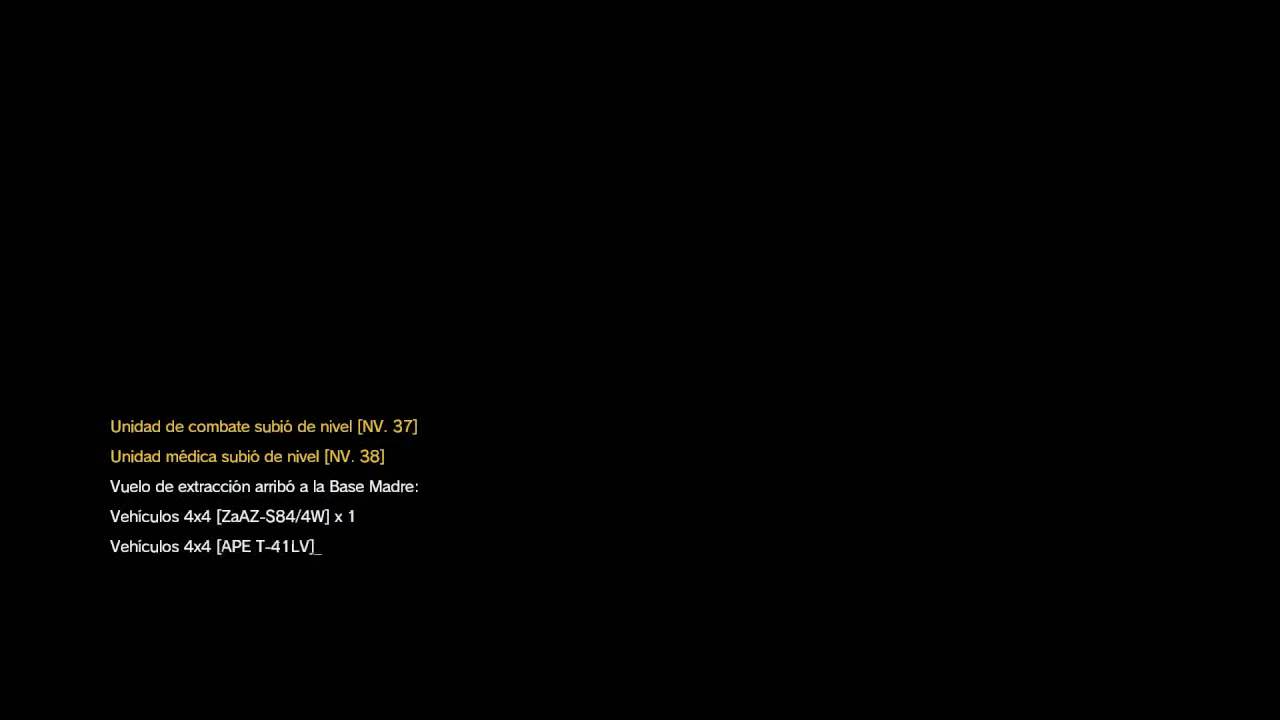 Unidad de combate subió de nivel [NV. 37]
Unidad médica subió de nivel [NV. 38]
Vuelo de extracción arribó a la Base Madre:
Vehículos 4x4 [ZaAZ-S84/4W] x 1
Vehículos 4x4 [APE T-41LV]_